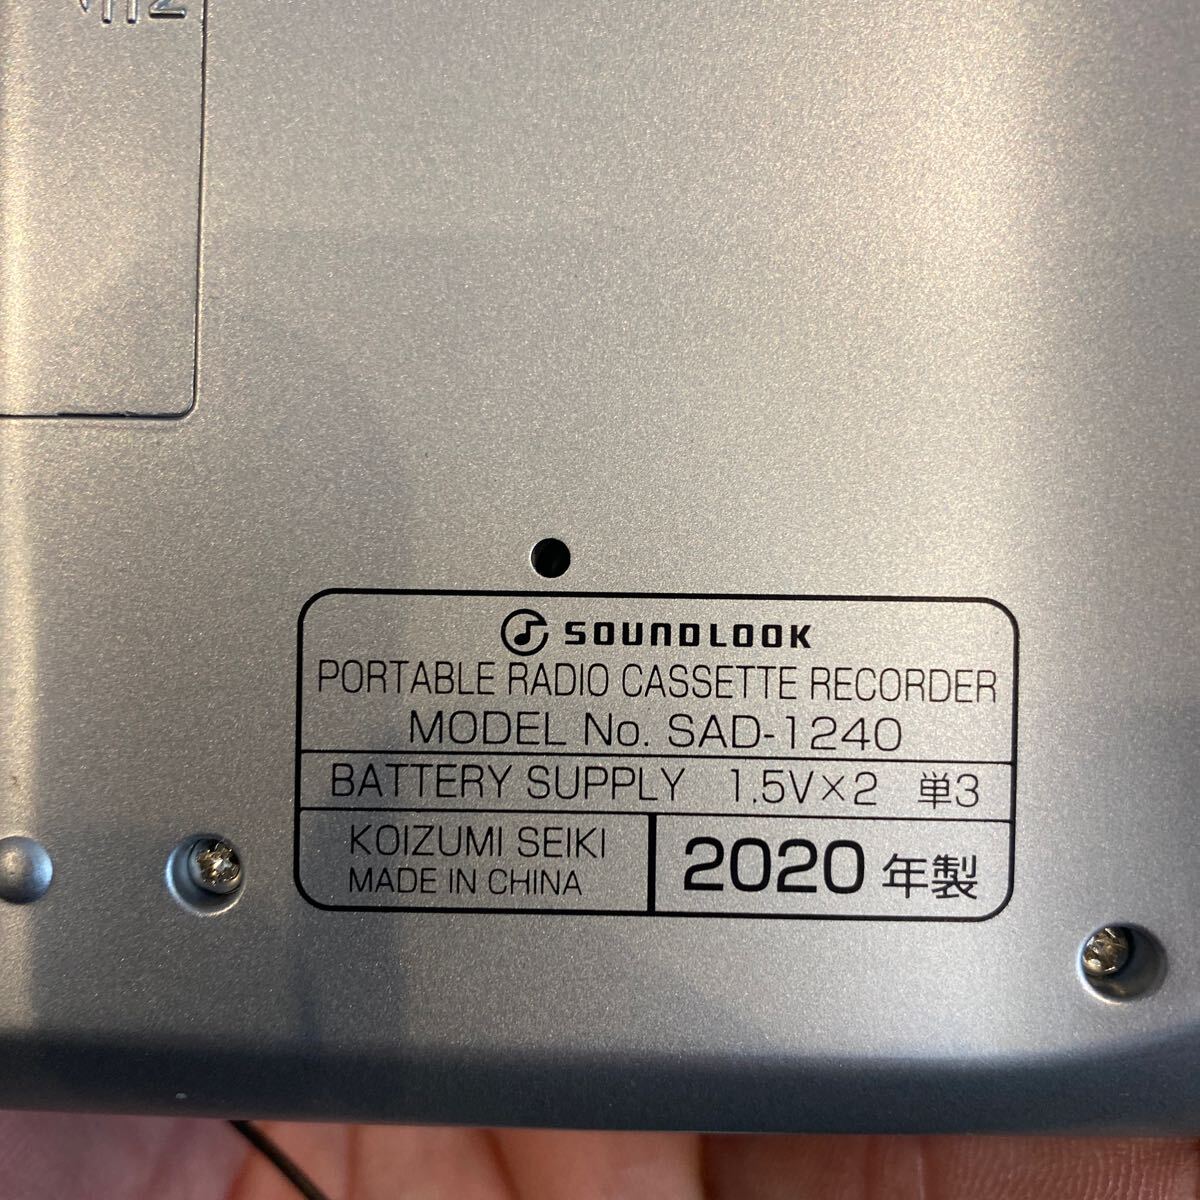 SOUNDLOOK
PORTABLE RADIO CASSETTE RECORDER
MODEL No. SAD-1240
BATTERY SUPPLY 1.5V×2 単3
KOIZUMI SEIKI
MADE IN CHINA
2020 年製